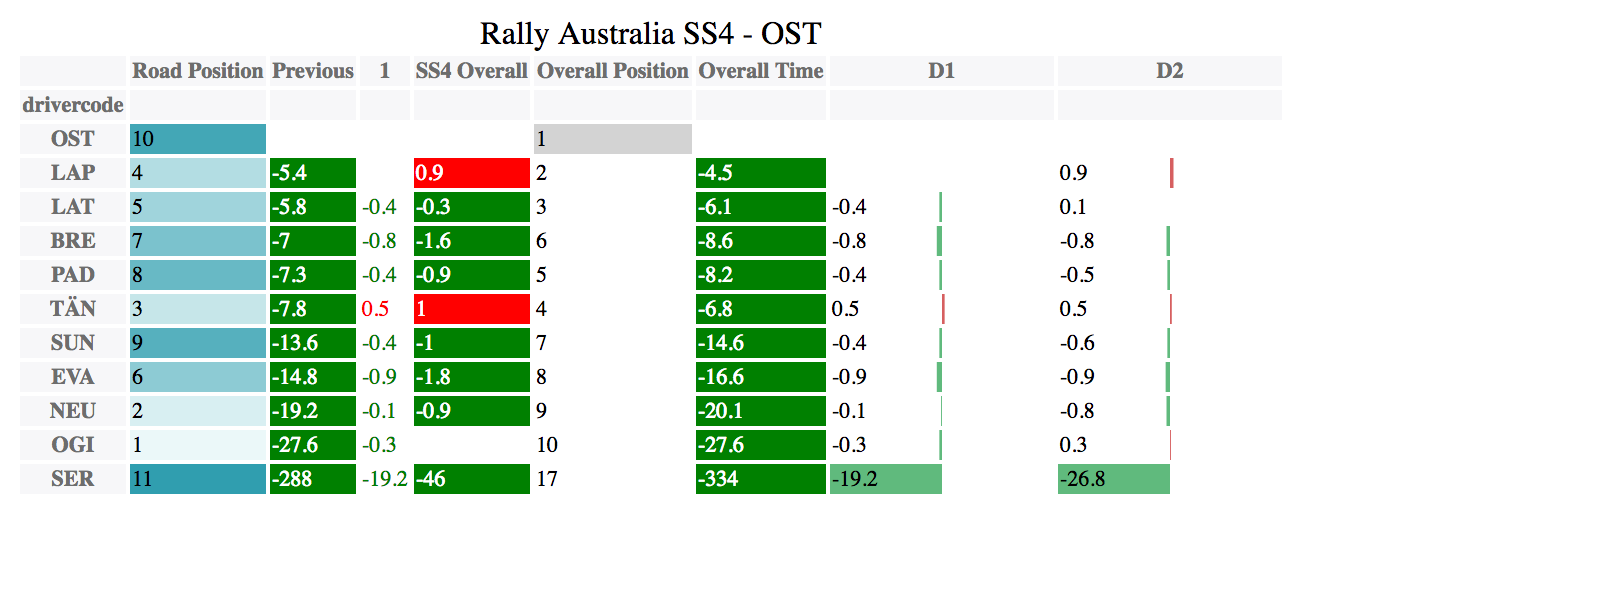 Rally Australia SS4 - OST
Road Position Previous 1 SS4 Overall Overall Position Overall Time D1 D2
drivercode
OST 10 1
LAP 4 -5.4 0.9 2 -4.5 0.9
LAT 5 -5.8 -0.4 -0.3 3 -6.1 -0.4 0.1
BRE 7 -7 -0.8 -1.6 6 -8.6 -0.8 -0.8
PAD 8 -7.3 -0.4 -0.9 5 -8.2 -0.4 -0.5
TÄN 3 -7.8 0.5 1 4 -6.8 0.5 0.5
SUN 9 -13.6 -0.4 -1 7 -14.6 -0.4 -0.6
EVA 6 -14.8 -0.9 -1.8 8 -16.6 -0.9 -0.9
NEU 2 -19.2 -0.1 -0.9 9 -20.1 -0.1 -0.8
OGI 1 -27.6 -0.3 10 -27.6 -0.3 0.3
SER 11 -288 -19.2 -46 17 -334 -19.2 -26.8